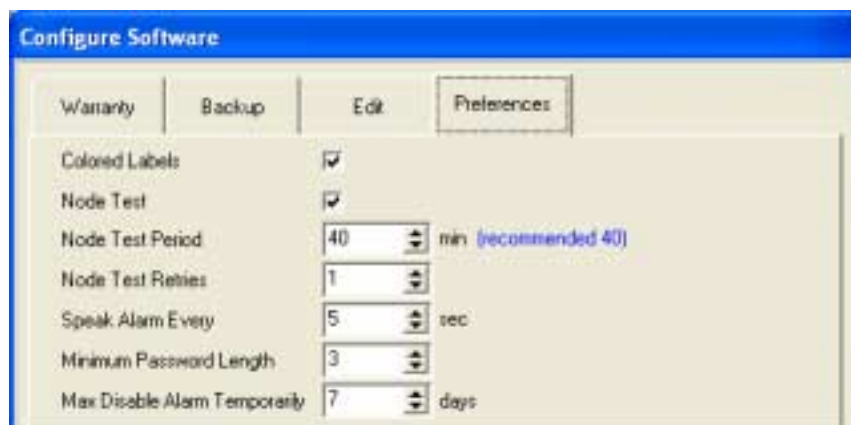 Configure Software
Warranty Backup Edit Preferences
Colored Labels
Node Test
Node Test Period 40 min (recommended 40)
Node Test Retries 1
Speak Alarm Every 5 sec
Minimum Password Length 3
Max Disable Alarm Temporarily 7 days